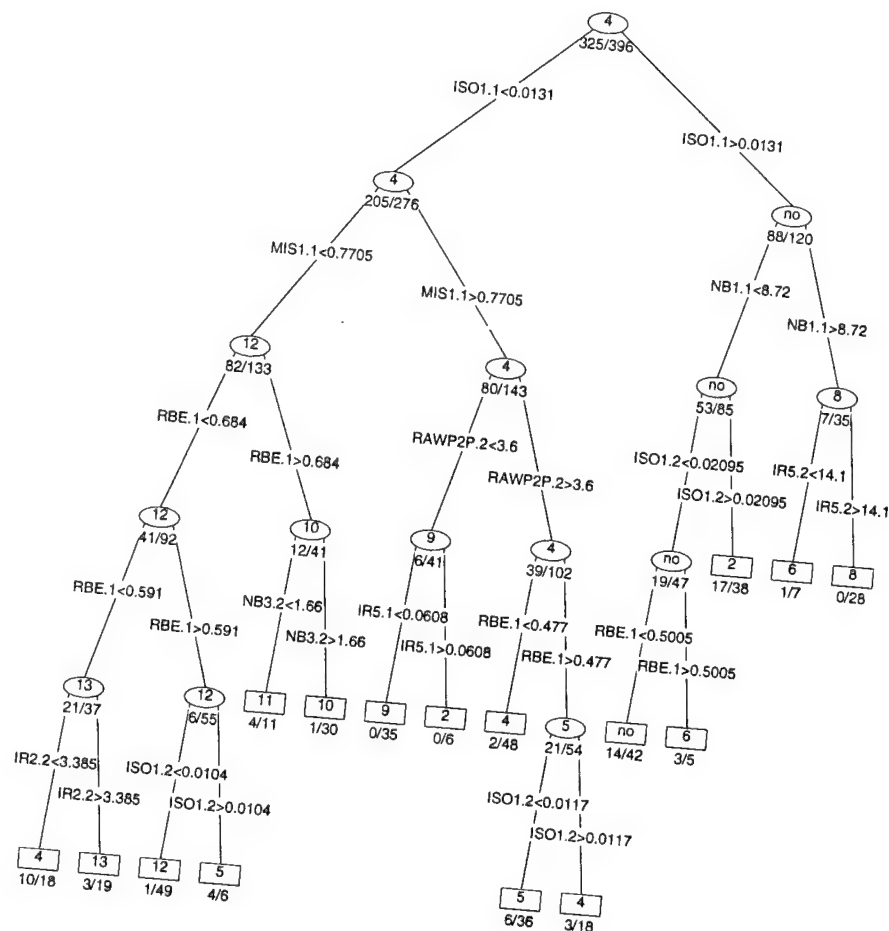 4
325/396
ISO1.1<0.0131
ISO1.1>0.0131
4
205/276
no
88/120
MIS1.1<0.7705
MIS1.1>0.7705
NB1.1<8.72
NB1.1>8.72
12
82/133
4
80/143
no
53/85
8
7/35
RBE.1<0.684
RBE.1>0.684
RAWP2P.2<3.6
RAWP2P.2>3.6
ISO1.2<0.02095
ISO1.2>0.02095
IR5.2<14.1
IR5.2>14.1
12
41/92
10
12/41
9
6/41
4
39/102
no
19/47
2
17/38
6
1/7
8
0/28
RBE.1<0.591
RBE.1>0.591
NB3.2<1.66
NB3.2>1.66
IR5.1<0.0608
IR5.1>0.0608
RBE.1<0.477
RBE.1>0.477
RBE.1<0.5005
RBE.1>0.5005
13
21/37
12
6/55
11
4/11
10
1/30
9
0/35
2
0/6
4
2/48
5
21/54
no
14/42
6
3/5
IR2.2<3.385
IR2.2>3.385
ISO1.2<0.0104
ISO1.2>0.0104
ISO1.2<0.0117
ISO1.2>0.0117
4
10/18
13
3/19
12
1/49
5
4/6
5
6/36
4
3/18